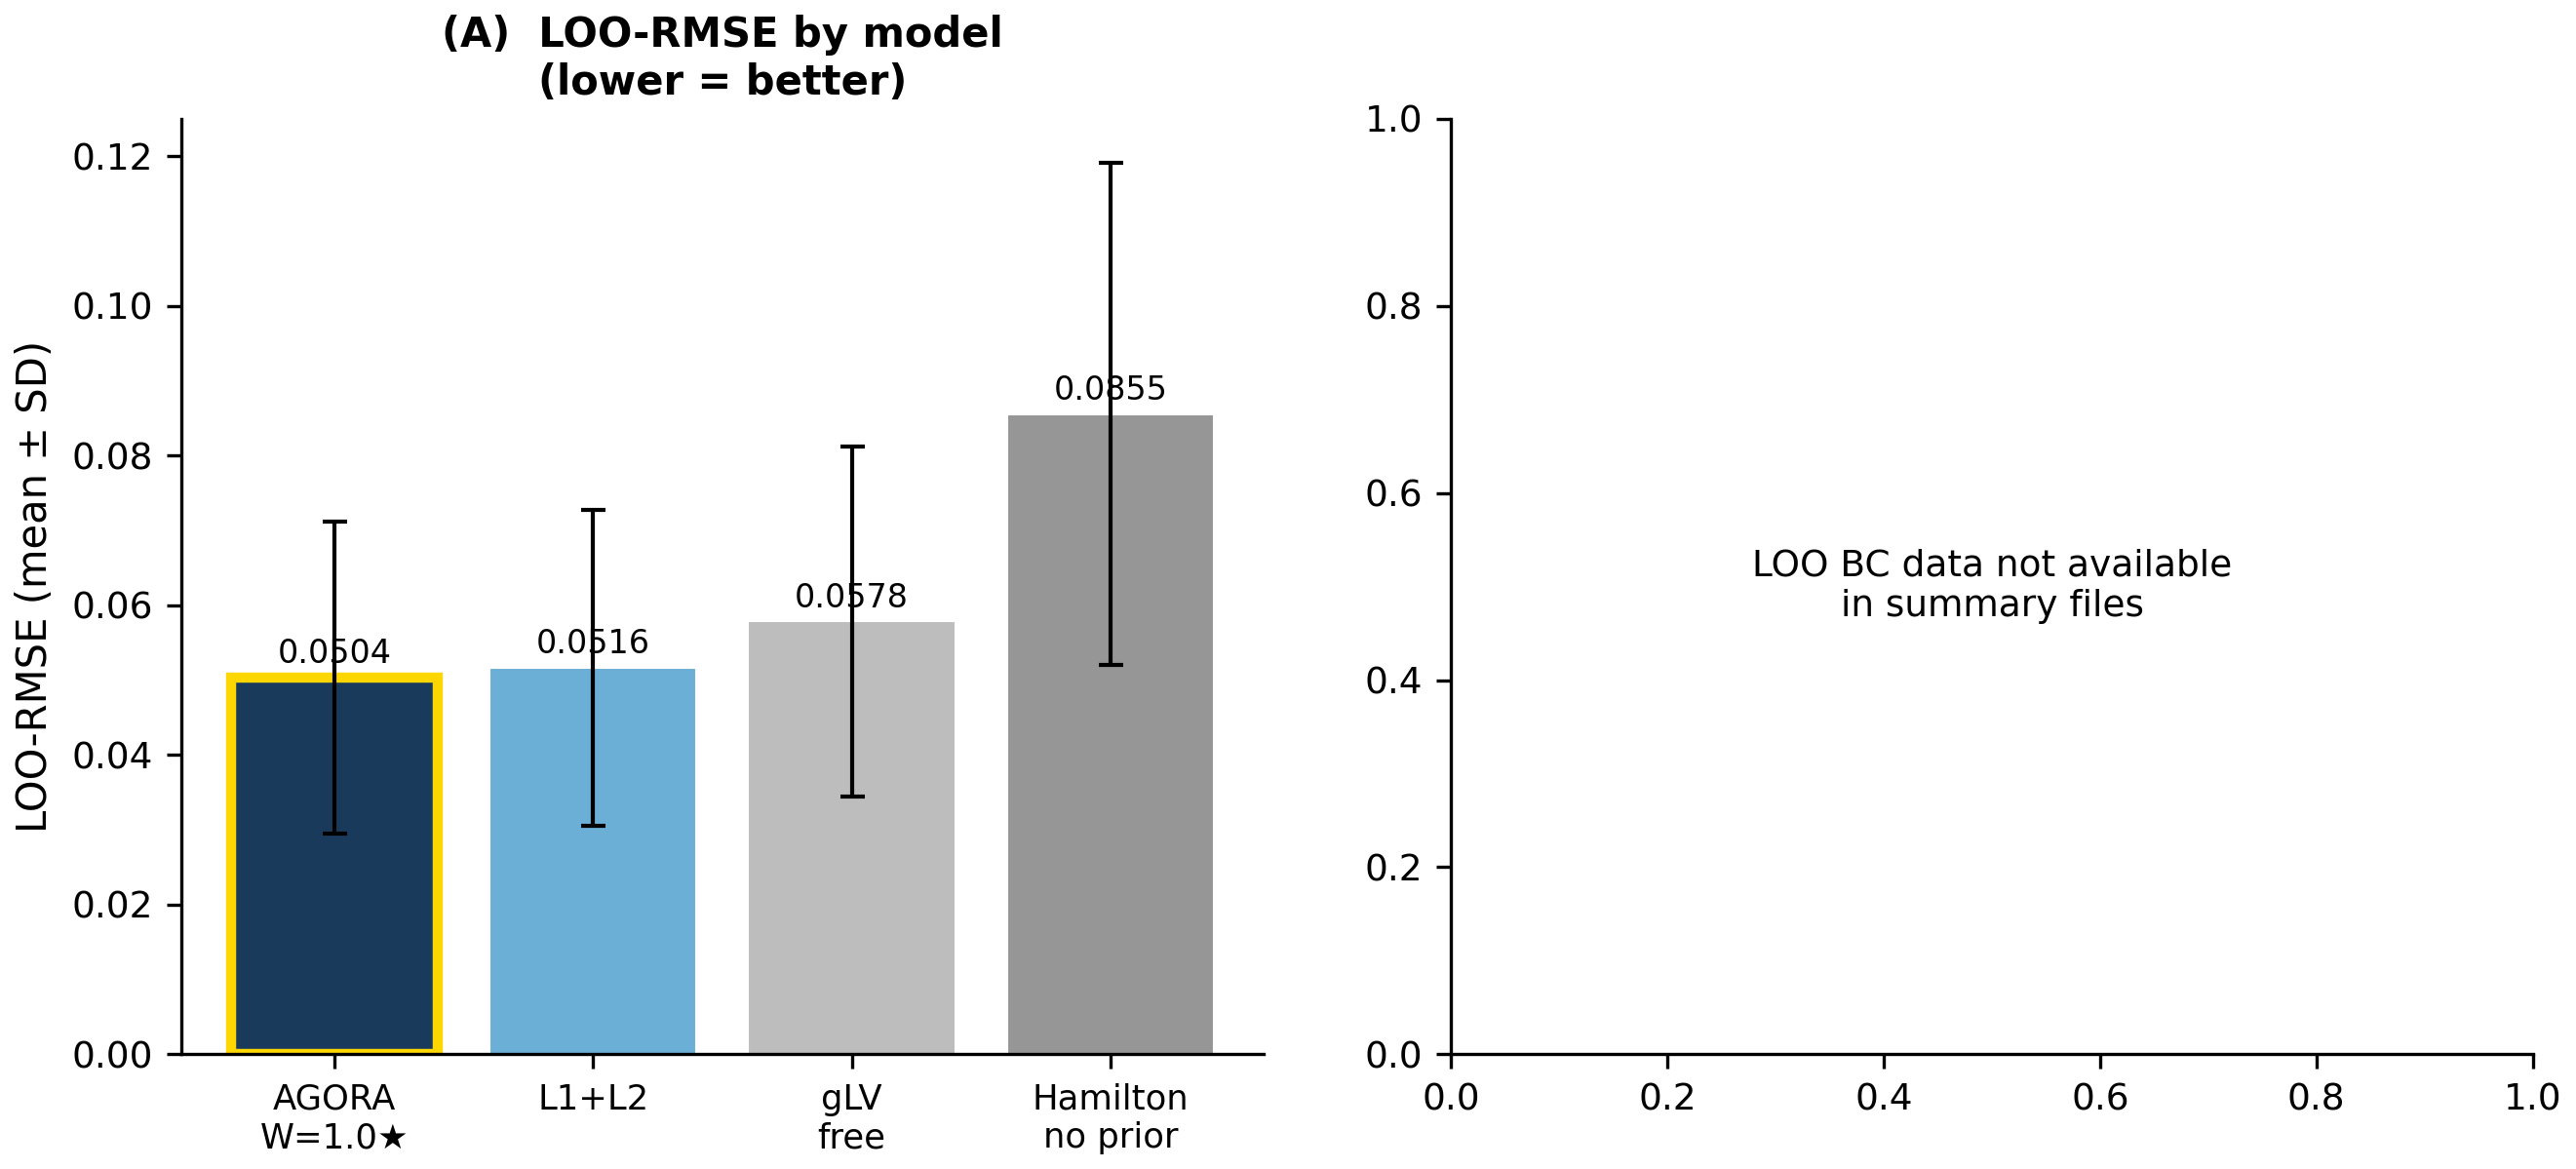 (A)  LOO-RMSE by model
(lower = better)
LOO-RMSE (mean ± SD)
0.12
0.10
0.08
0.06
0.04
0.02
0.00
0.0504
0.0516
0.0578
0.0855
AGORA
W=1.0★
L1+L2
gLV
free
Hamilton
no prior
1.0
0.8
0.6
0.4
0.2
0.0
LOO BC data not available
in summary files
0.0
0.2
0.4
0.6
0.8
1.0